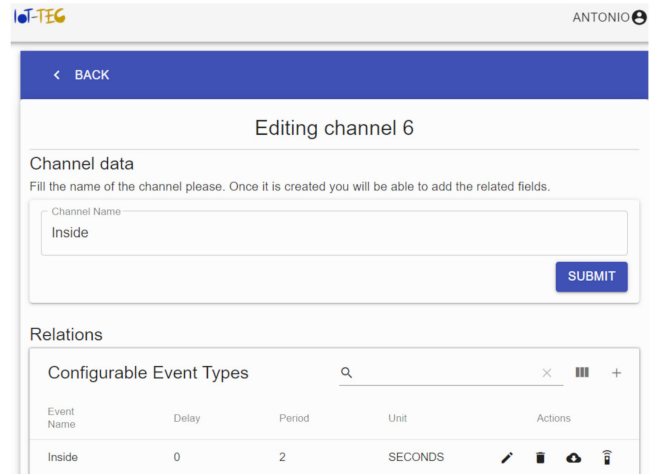 IoT-TEG
ANTONIO
BACK
Editing channel 6
Channel data
Fill the name of the channel please. Once it is created you will be able to add the related fields.
Channel Name
Inside
SUBMIT
Relations
Configurable Event Types
Event Name Delay Period Unit Actions
Inside 0 2 SECONDS